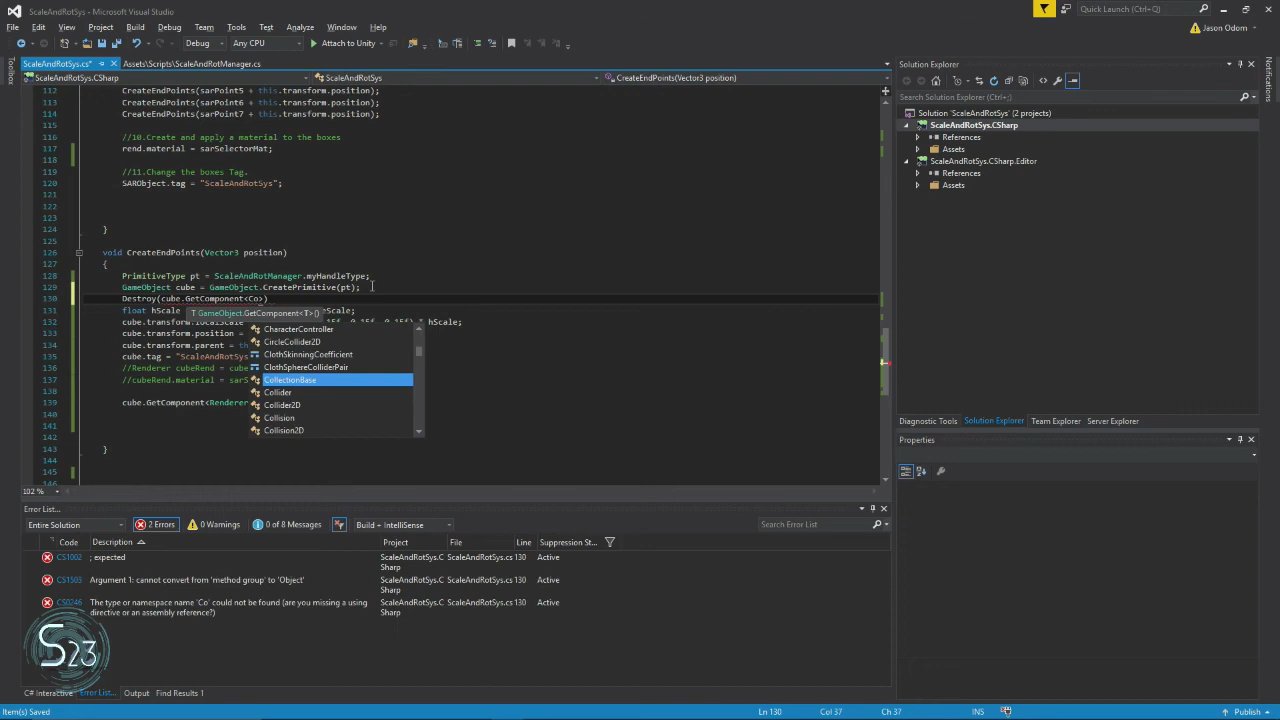 ScaleAndRotSys - Microsoft Visual Studio
Quick Launch (Ctrl+Q)
File Edit View Project Build Debug Team Tools Test Analyze Window Help
Jason Odom
Debug Any CPU Attach to Unity
Toolbox
ScaleAndRotSys.cs* Assets\Scripts\ScaleAndRotManager.cs
ScaleAndRotSys.CSharp ScaleAndRotSys CreateEndPoints(Vector3 position)
112 CreateEndPoints(sarPoint5 + this.transform.position);
113 CreateEndPoints(sarPoint6 + this.transform.position);
114 CreateEndPoints(sarPoint7 + this.transform.position);
115
116 //10.Create and apply a material to the boxes
117 rend.material = sarSelectorMat;
118
119 //11.Change the boxes Tag.
120 SARObject.tag = "ScaleAndRotSys";
121
122
123
124 }
125
126 void CreateEndPoints(Vector3 position)
127 {
128 PrimitiveType pt = ScaleAndRotManager.myHandleType;
129 GameObject cube = GameObject.CreatePrimitive(pt);
130 Destroy(cube.GetComponent<Co>)
131 float hScale
T GameObject.GetComponent<T>()
eScale;
132 cube.transform.localScale 15f, 0.15f, 0.15f) * hScale;
133 cube.transform.position =
134 cube.transform.parent =
135 cube.tag = "ScaleAndRotSys
136 //Renderer cubeRend = cube
137 //cubeRend.material = sarS
138
139 cube.GetComponent<Renderer
140
141
142
143 }
144
145
146
CharacterController
CircleCollider2D
ClothSkinningCoefficient
ClothSphereColliderPair
CollectionBase
Collider
Collider2D
Collision
Collision2D
102 %
Error List...
Entire Solution 2 Errors 0 Warnings 0 of 8 Messages Build + IntelliSense Search Error List
Code Description Project File Line Suppression St...
CS1002 ; expected ScaleAndRotSys.CSharp ScaleAndRotSys.cs 130 Active
CS1503 Argument 1: cannot convert from 'method group' to 'Object' ScaleAndRotSys.CSharp ScaleAndRotSys.cs 130 Active
CS0246 The type or namespace name 'Co' could not be found (are you missing a using directive or an assembly reference?) ScaleAndRotSys.CSharp ScaleAndRotSys.cs 130 Active
S23
C# Interactive Error List... Output Find Results 1
Item(s) Saved Ln 130 Col 37 Ch 37 INS Publish
Solution Explorer
Search Solution Explorer (Ctrl+;)
Solution 'ScaleAndRotSys' (2 projects)
ScaleAndRotSys.CSharp
References
Assets
ScaleAndRotSys.CSharp.Editor
References
Assets
Diagnostic Tools Solution Explorer Team Explorer Server Explorer
Properties
Notifications